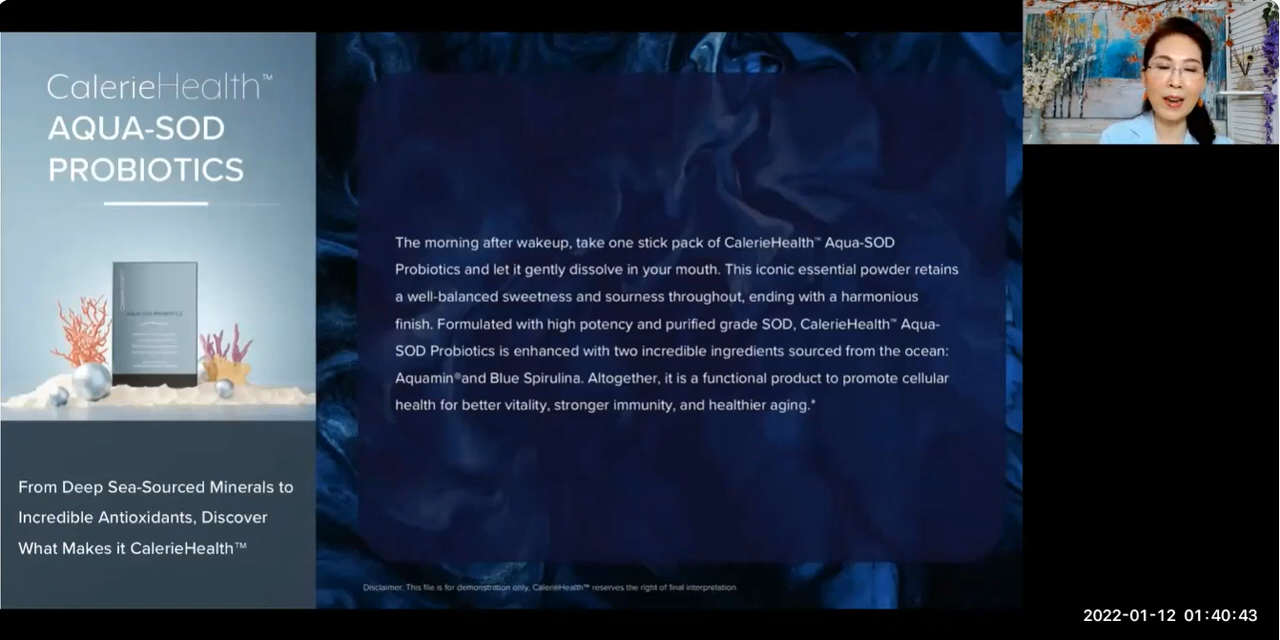 CalerieHealth™
AQUA-SOD
PROBIOTICS
From Deep Sea-Sourced Minerals to
Incredible Antioxidants, Discover
What Makes it CalerieHealth™
The morning after wakeup, take one stick pack of CalerieHealth™ Aqua-SOD
Probiotics and let it gently dissolve in your mouth. This iconic essential powder retains
a well-balanced sweetness and sourness throughout, ending with a harmonious
finish. Formulated with high potency and purified grade SOD, CalerieHealth™ Aqua-
SOD Probiotics is enhanced with two incredible ingredients sourced from the ocean:
Aquamin®and Blue Spirulina. Altogether, it is a functional product to promote cellular
health for better vitality, stronger immunity, and healthier aging.*
Disclaimer: This file is for demonstration only, CalerieHealth™ reserves the right of final interpretation.
2022-01-12 01:40:43